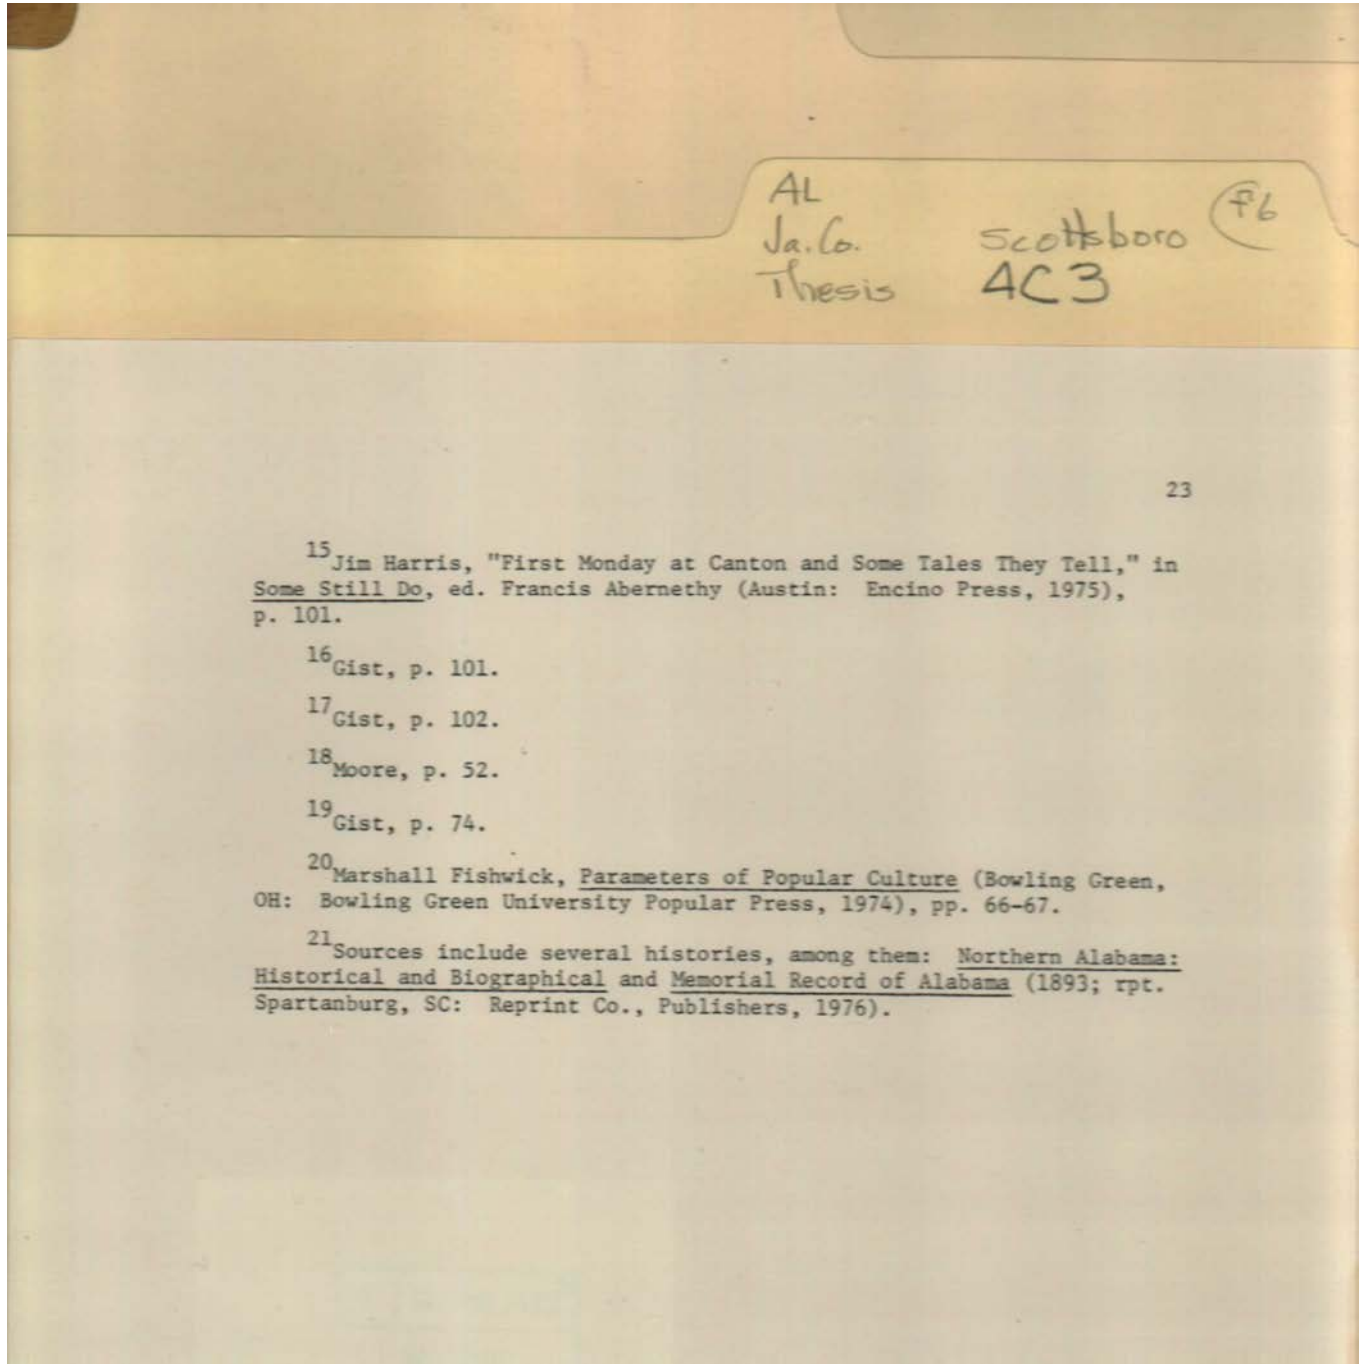 AL
Ja. Co. Scottsboro f6
Thesis 4C3
23
15Jim Harris, "First Monday at Canton and Some Tales They Tell," in
Some Still Do, ed. Francis Abernethy (Austin: Encino Press, 1975),
p. 101.
16Gist, p. 101.
17Gist, p. 102.
18Moore, p. 52.
19Gist, p. 74.
20Marshall Fishwick, Parameters of Popular Culture (Bowling Green,
OH: Bowling Green University Popular Press, 1974), pp. 66-67.
21Sources include several histories, among them: Northern Alabama:
Historical and Biographical and Memorial Record of Alabama (1893; rpt.
Spartanburg, SC: Reprint Co., Publishers, 1976).